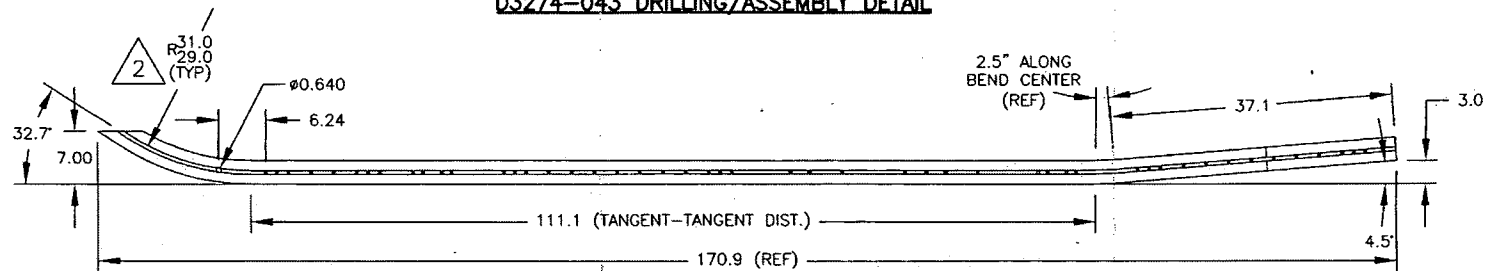 D3274-043 DRILLING/ASSEMBLY DETAIL
2
R31.0
29.0
(TYP)
ø0.640
6.24
2.5" ALONG
BEND CENTER
(REF)
37.1
3.0
32.7°
7.00
111.1 (TANGENT-TANGENT DIST.)
4.5°
170.9 (REF)